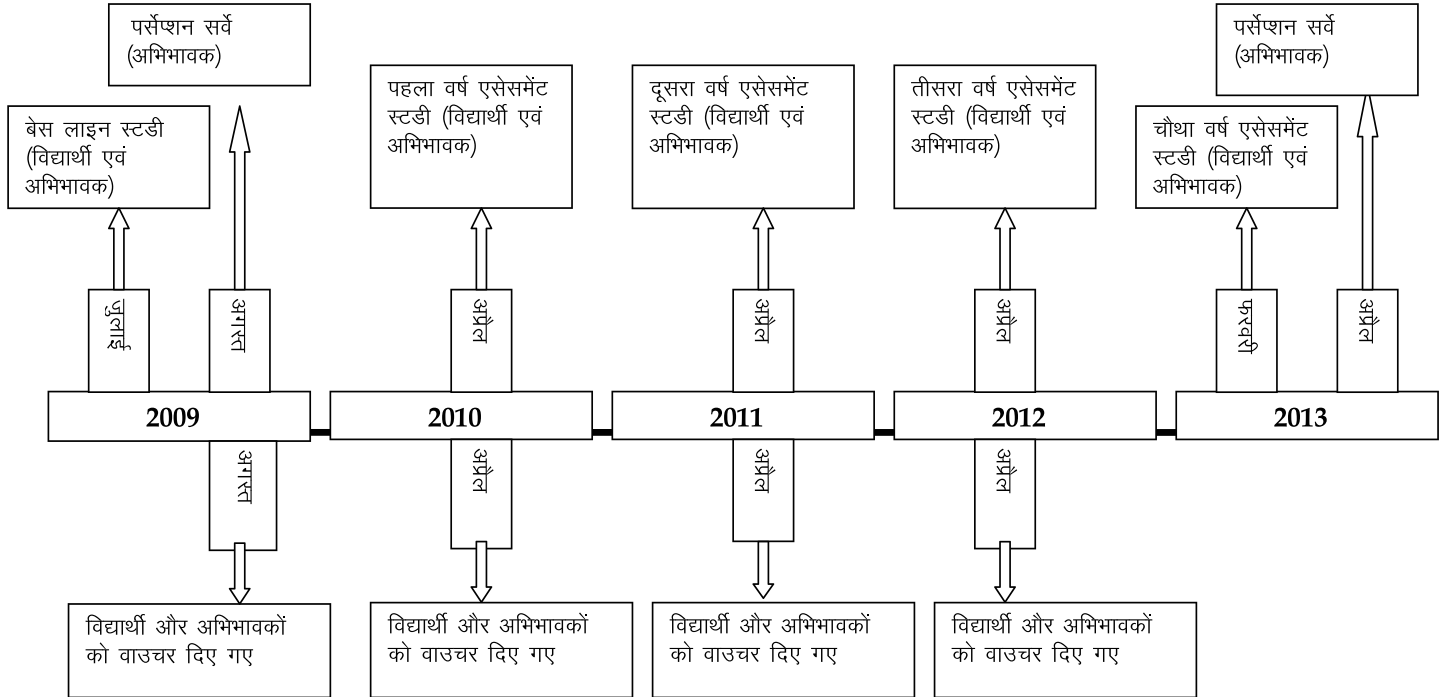 पर्सेप्शन सर्वे
(अभिभावक)
पर्सेप्शन सर्वे
(अभिभावक)
बेस लाइन स्टडी
(विद्यार्थी एवं
अभिभावक)
पहला वर्ष एसेसमेंट
स्टडी (विद्यार्थी एवं
अभिभावक)
दूसरा वर्ष एसेसमेंट
स्टडी (विद्यार्थी एवं
अभिभावक)
तीसरा वर्ष एसेसमेंट
स्टडी (विद्यार्थी एवं
अभिभावक)
चौथा वर्ष एसेसमेंट
स्टडी (विद्यार्थी एवं
अभिभावक)
जुलाई
अगस्त
अप्रैल
अप्रैल
अप्रैल
फरवरी
अप्रैल
2009
2010
2011
2012
2013
अगस्त
अप्रैल
अप्रैल
अप्रैल
विद्यार्थी और अभिभावकों
को वाउचर दिए गए
विद्यार्थी और अभिभावकों
को वाउचर दिए गए
विद्यार्थी और अभिभावकों
को वाउचर दिए गए
विद्यार्थी और अभिभावकों
को वाउचर दिए गए